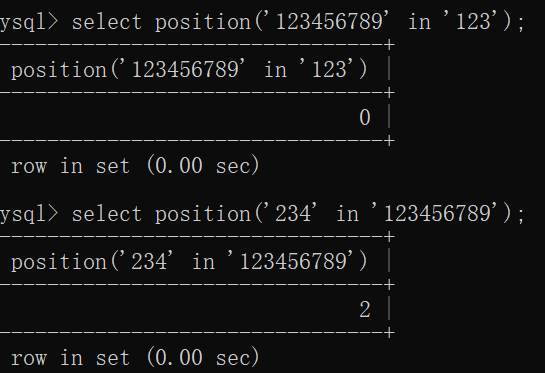 ysql> select position('123456789' in '123');
----------------------------------+
position('123456789' in '123') |
----------------------------------+
0 |
----------------------------------+
row in set (0.00 sec)
ysql> select position('234' in '123456789');
----------------------------------+
position('234' in '123456789') |
----------------------------------+
2 |
----------------------------------+
row in set (0.00 sec)